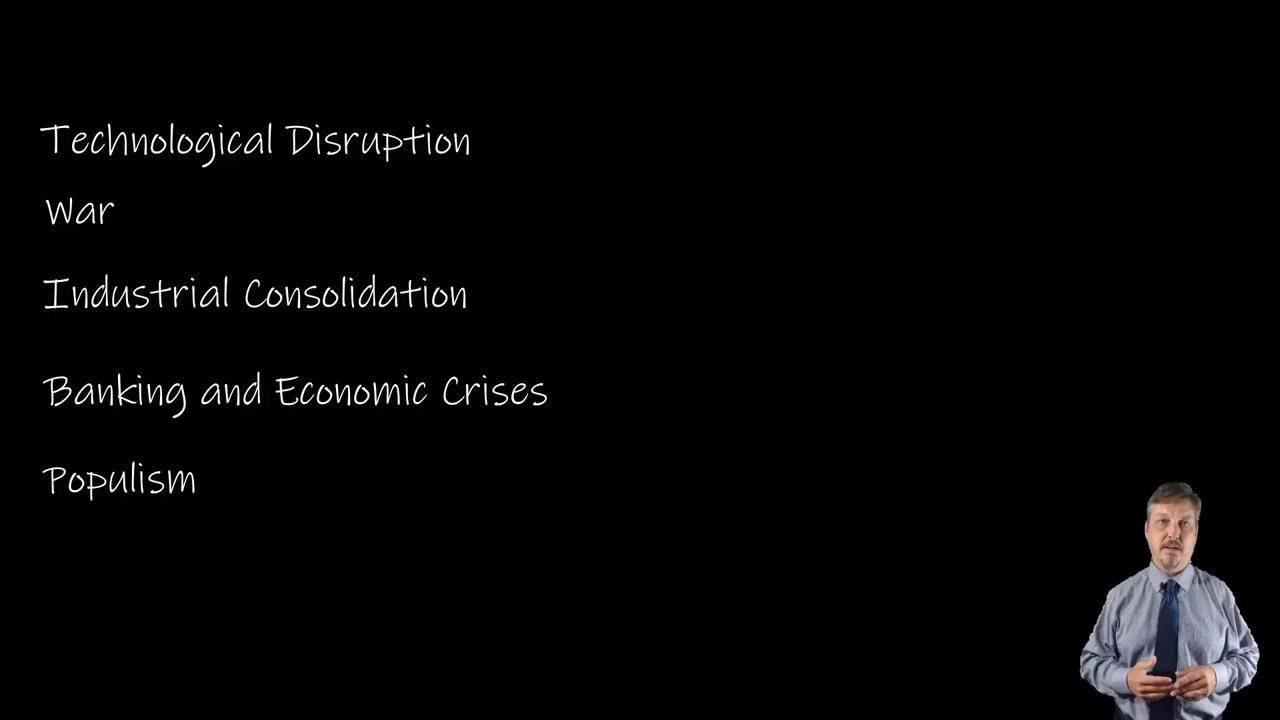 Technological Disruption
War
Industrial Consolidation
Banking and Economic Crises
Populism